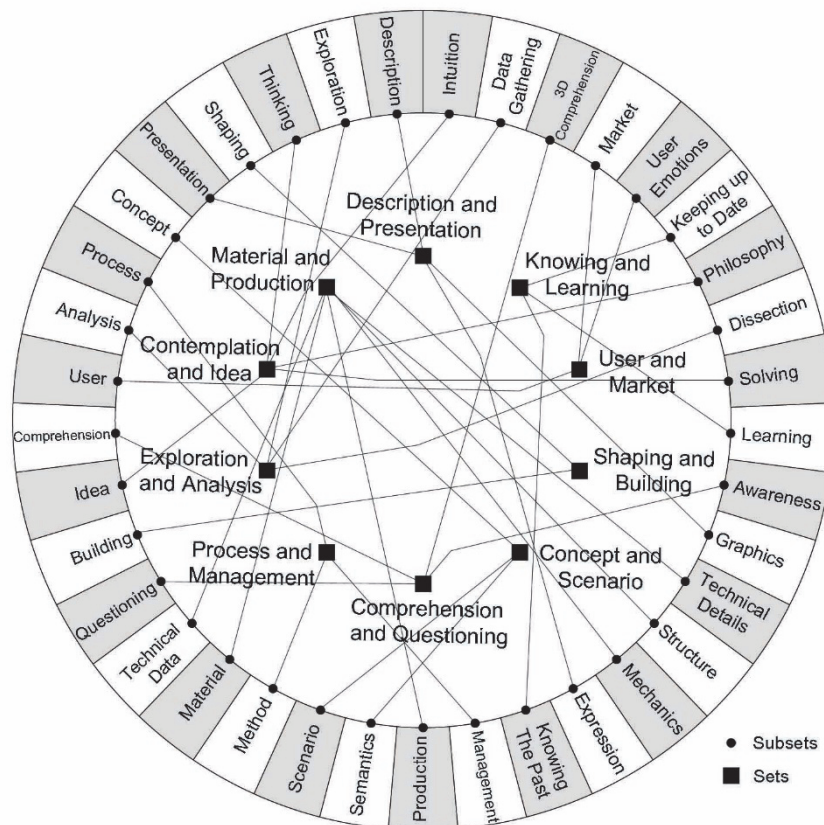 Intuition
Data
Gathering
3D
Comprehension
Market
User
Emotions
Keeping up
to Date
Philosophy
Dissection
Solving
Learning
Awareness
Graphics
Technical
Details
Structure
Mechanics
Expression
Knowing
The Past
Management
Production
Semantics
Scenario
Method
Material
Technical
Data
Questioning
Building
Idea
Comprehension
User
Analysis
Process
Concept
Presentation
Shaping
Thinking
Exploration
Description
Description and
Presentation
Material and
Production
Knowing and
Learning
Contemplation
and Idea
User and
Market
Exploration
and Analysis
Shaping and
Building
Process and
Management
Concept and
Scenario
Comprehension
and Questioning
Subsets
Sets